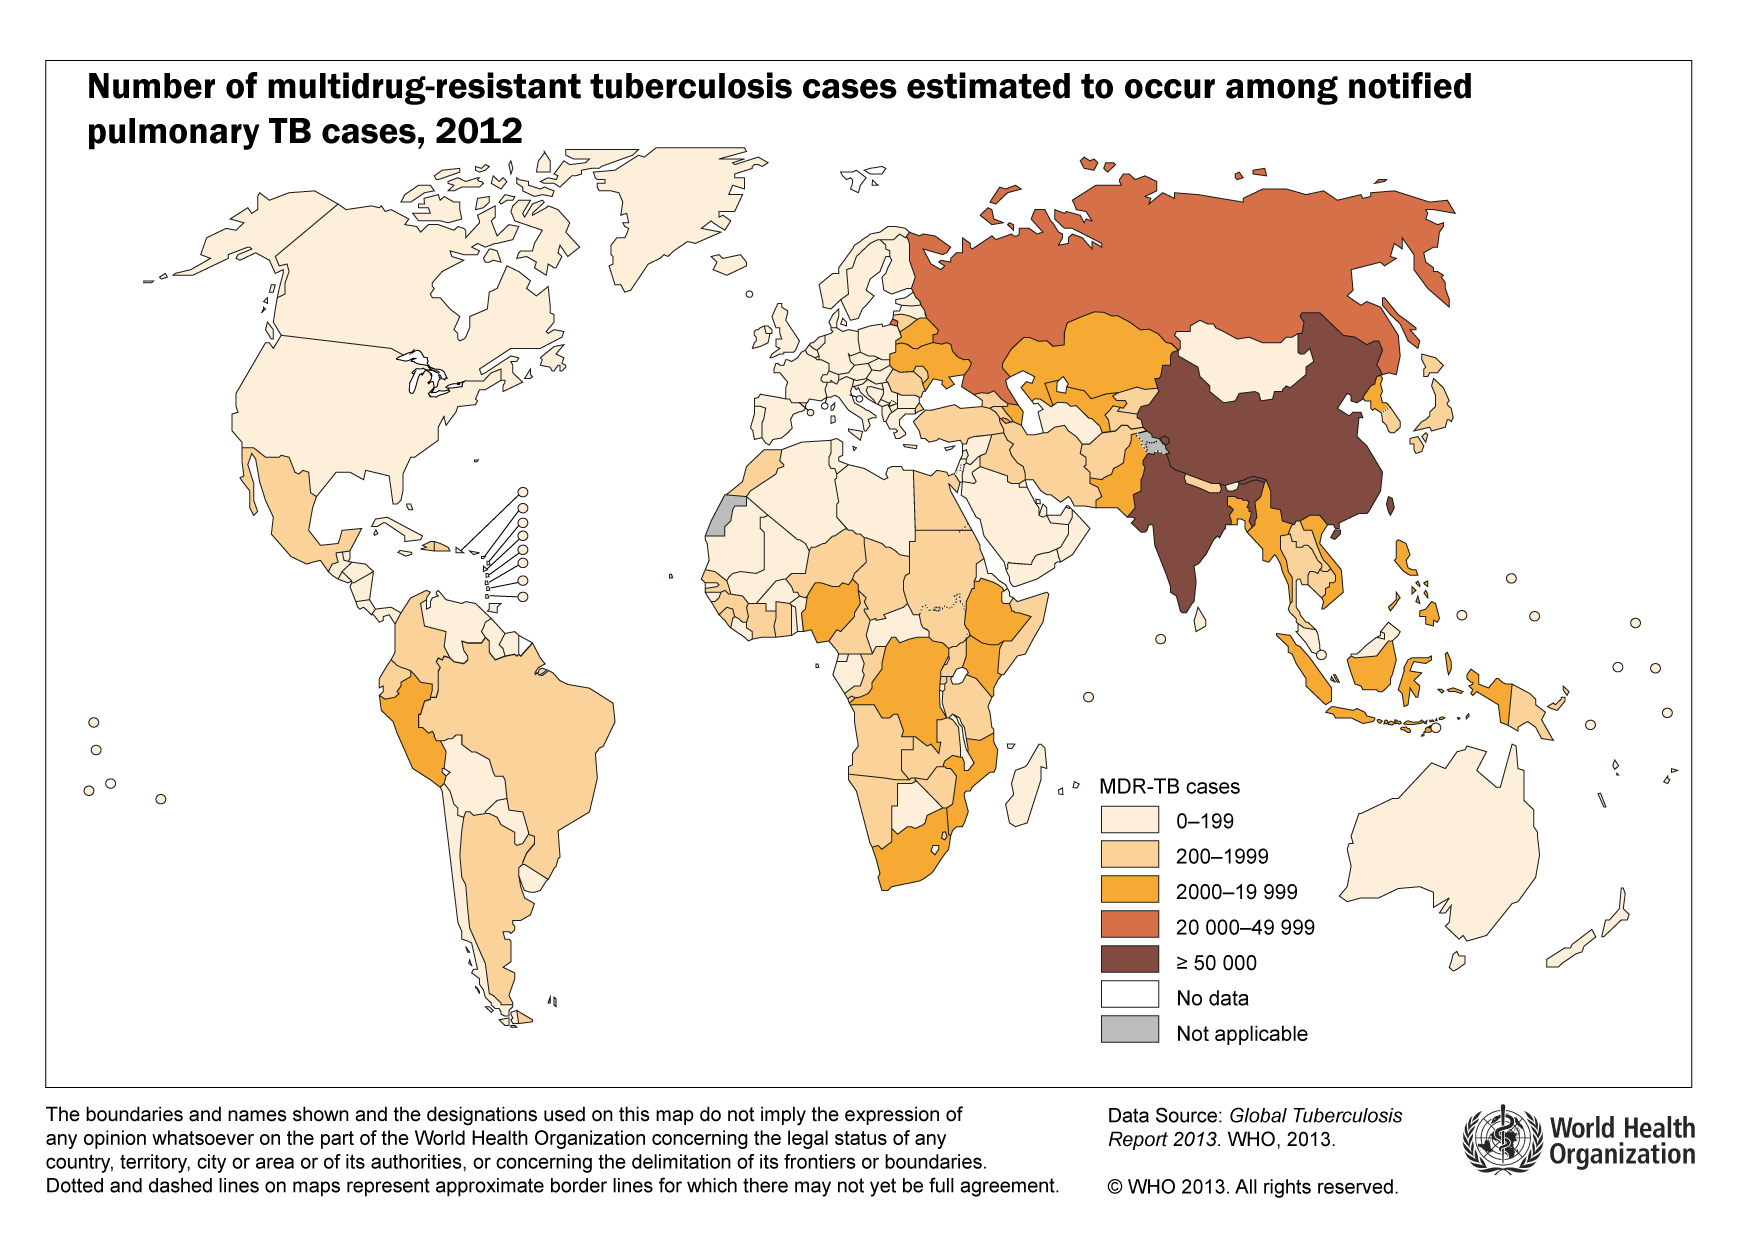 Number of multidrug-resistant tuberculosis cases estimated to occur among notified
pulmonary TB cases, 2012
MDR-TB cases
0–199
200–1999
2000–19 999
20 000–49 999
≥ 50 000
No data
Not applicable
The boundaries and names shown and the designations used on this map do not imply the expression of
any opinion whatsoever on the part of the World Health Organization concerning the legal status of any
country, territory, city or area or of its authorities, or concerning the delimitation of its frontiers or boundaries.
Dotted and dashed lines on maps represent approximate border lines for which there may not yet be full agreement.
Data Source: Global Tuberculosis
Report 2013. WHO, 2013.
© WHO 2013. All rights reserved.
World Health
Organization